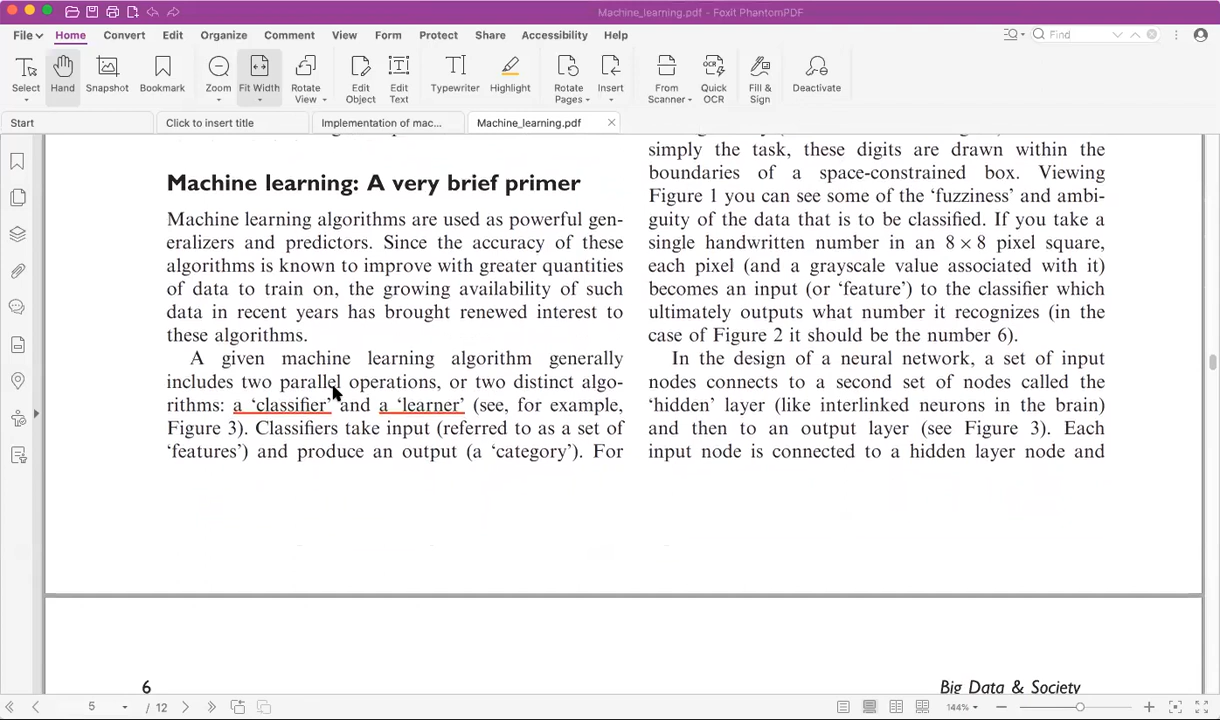 Machine_learning.pdf - Foxit PhantomPDF
File Home Convert Edit Organize Comment View Form Protect Share Accessibility Help Find
Select Hand Snapshot Bookmark Zoom Fit Width Rotate View Edit Object Edit Text Typewriter Highlight Rotate Pages Insert From Scanner Quick OCR Fill & Sign Deactivate
Start Click to insert title Implementation of mac... Machine_learning.pdf
Machine learning: A very brief primer
Machine learning algorithms are used as powerful gen-
eralizers and predictors. Since the accuracy of these
algorithms is known to improve with greater quantities
of data to train on, the growing availability of such
data in recent years has brought renewed interest to
these algorithms.
A given machine learning algorithm generally
includes two parallel operations, or two distinct algo-
rithms: a ‘classifier’ and a ‘learner’ (see, for example,
Figure 3). Classifiers take input (referred to as a set of
‘features’) and produce an output (a ‘category’). For
simply the task, these digits are drawn within the
boundaries of a space-constrained box. Viewing
Figure 1 you can see some of the ‘fuzziness’ and ambi-
guity of the data that is to be classified. If you take a
single handwritten number in an 8 × 8 pixel square,
each pixel (and a grayscale value associated with it)
becomes an input (or ‘feature’) to the classifier which
ultimately outputs what number it recognizes (in the
case of Figure 2 it should be the number 6).
In the design of a neural network, a set of input
nodes connects to a second set of nodes called the
‘hidden’ layer (like interlinked neurons in the brain)
and then to an output layer (see Figure 3). Each
input node is connected to a hidden layer node and
6 Big Data & Society
5 / 12 144%